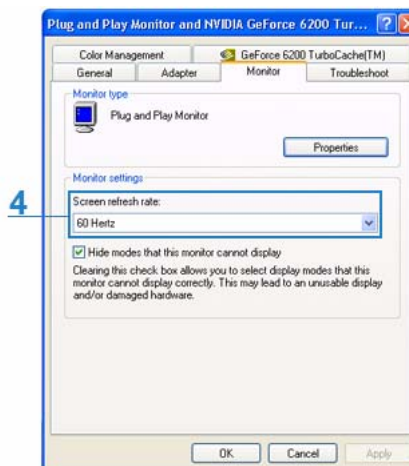 Plug and Play Monitor and NVIDIA GeForce 6200 Tur...
Color Management
GeForce 6200 TurboCache(TM)
General
Adapter
Monitor
Troubleshoot
Monitor type
Plug and Play Monitor
Properties
Monitor settings
4
Screen refresh rate:
60 Hertz
Hide modes that this monitor cannot display
Clearing this check box allows you to select display modes that this
monitor cannot display correctly. This may lead to an unusable display
and/or damaged hardware.
OK
Cancel
Apply